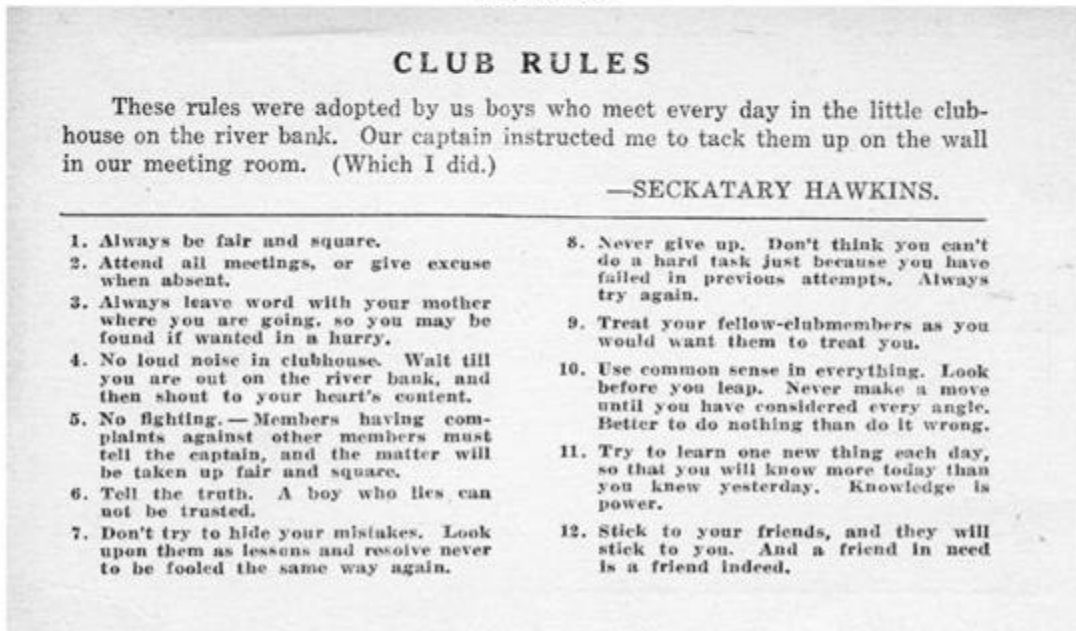 CLUB RULES
These rules were adopted by us boys who meet every day in the little club-
house on the river bank. Our captain instructed me to tack them up on the wall
in our meeting room. (Which I did.)
—SECKATARY HAWKINS.
1. Always be fair and square.
2. Attend all meetings, or give excuse
when absent.
3. Always leave word with your mother
where you are going, so you may be
found if wanted in a hurry.
4. No loud noise in clubhouse. Wait till
you are out on the river bank, and
then shout to your heart's content.
5. No fighting.—Members having com-
plaints against other members must
tell the captain, and the matter will
be taken up fair and square.
6. Tell the truth. A boy who lies can
not be trusted.
7. Don't try to hide your mistakes. Look
upon them as lessons and resolve never
to be fooled the same way again.
8. Never give up. Don't think you can't
do a hard task just because you have
failed in previous attempts. Always
try again.
9. Treat your fellow-clubmembers as you
would want them to treat you.
10. Use common sense in everything. Look
before you leap. Never make a move
until you have considered every angle.
Better to do nothing than do it wrong.
11. Try to learn one new thing each day,
so that you will know more today than
you knew yesterday. Knowledge is
power.
12. Stick to your friends, and they will
stick to you. And a friend in need
is a friend indeed.